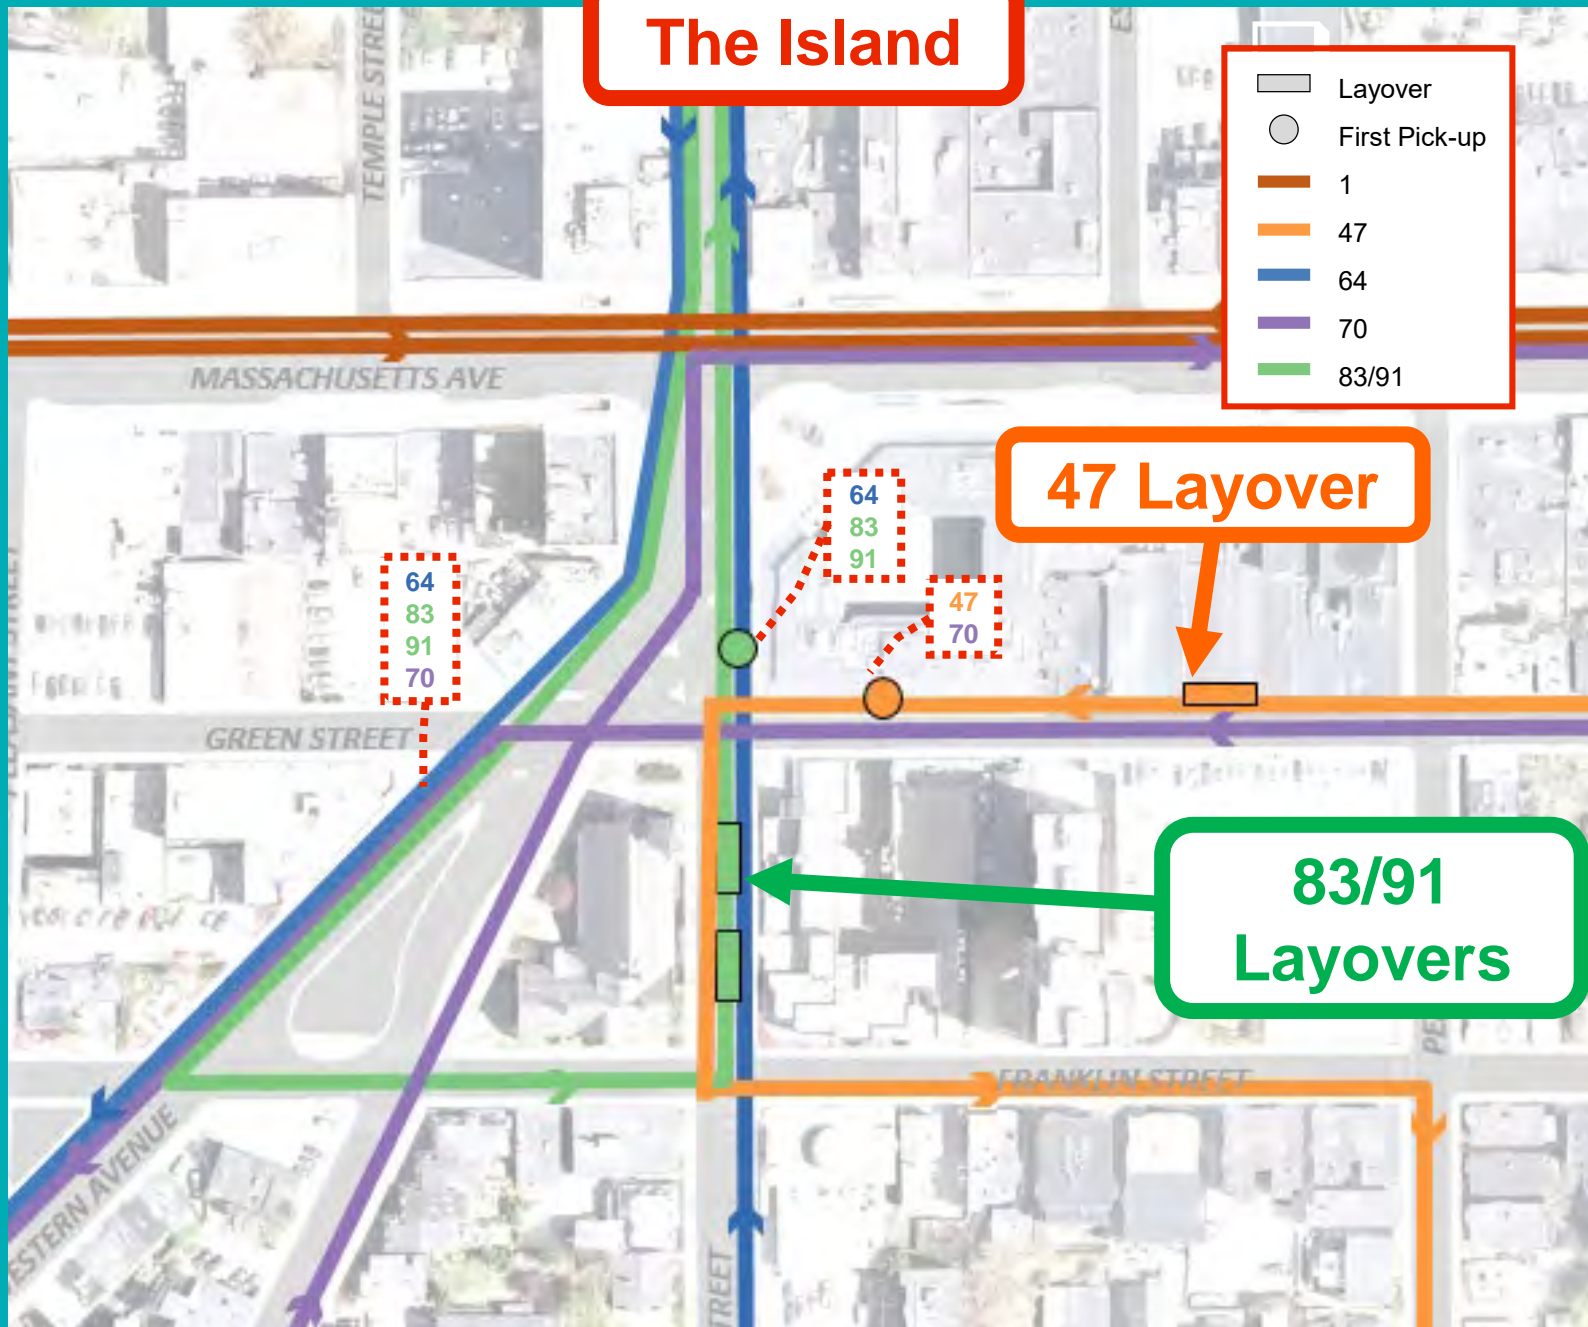 The Island
TEMPLE STREET
Layover
First Pick-up
1
47
64
70
83/91
MASSACHUSETTS AVE
47 Layover
64
83
91
64
83
91
70
47
70
GREEN STREET
83/91
Layovers
FRANKLIN STREET
STREET